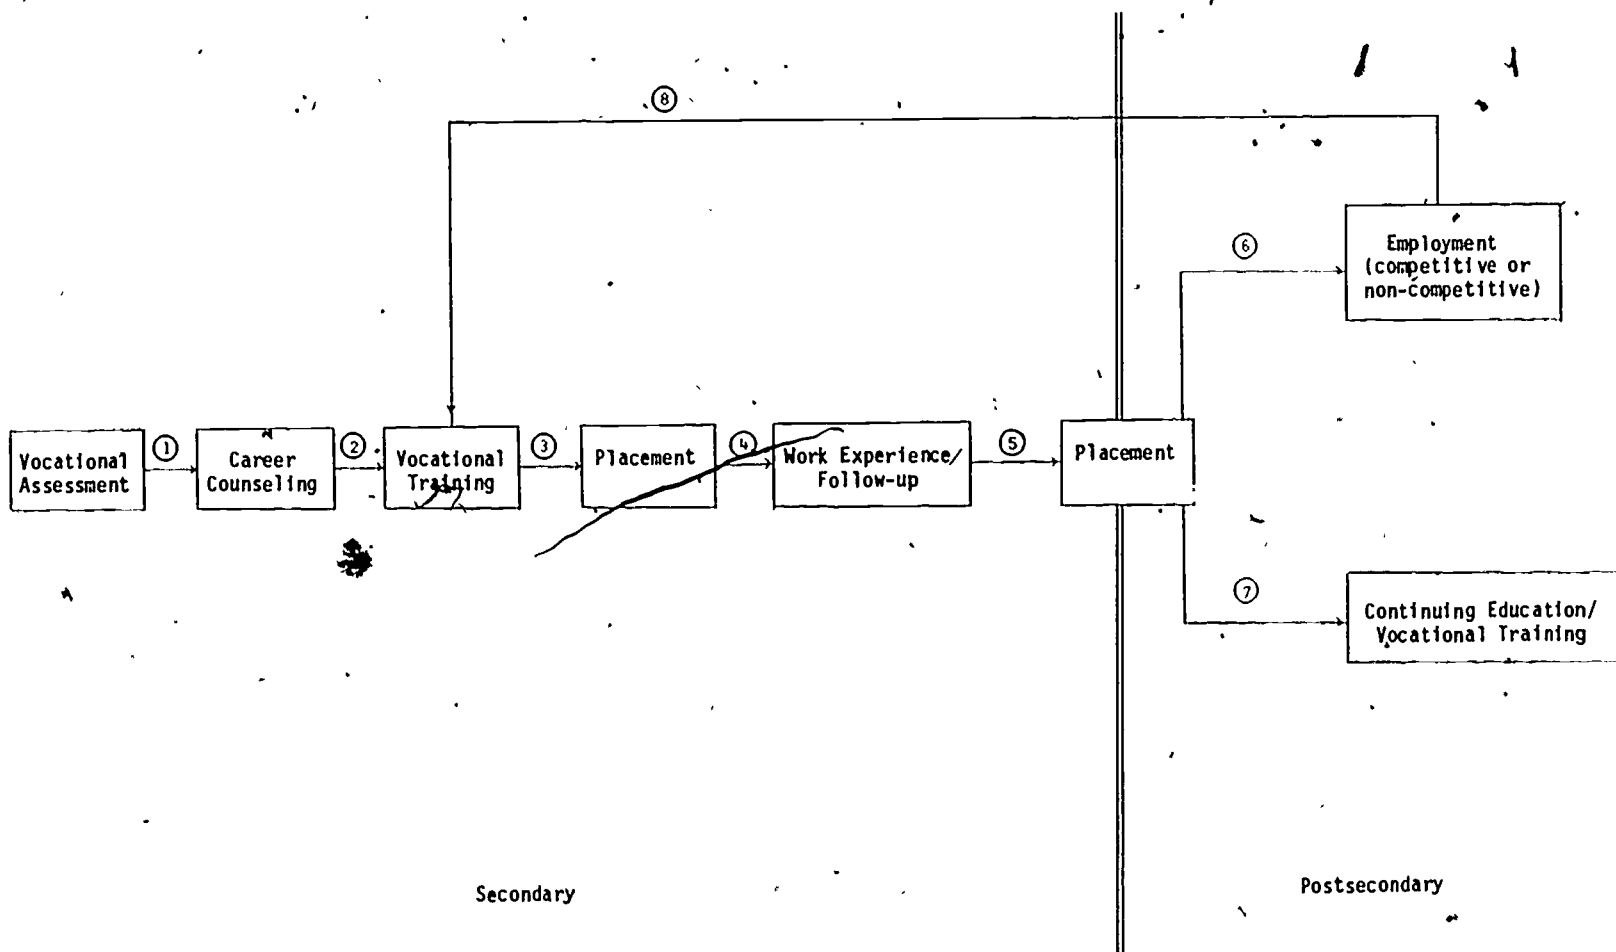 8
6
Employment
(competitive or
non-competitive)
Vocational
Assessment
1
Career
Counseling
2
Vocational
Training
3
Placement
4
Work Experience/
Follow-up
5
Placement
7
Continuing Education/
Vocational Training
Secondary
Postsecondary